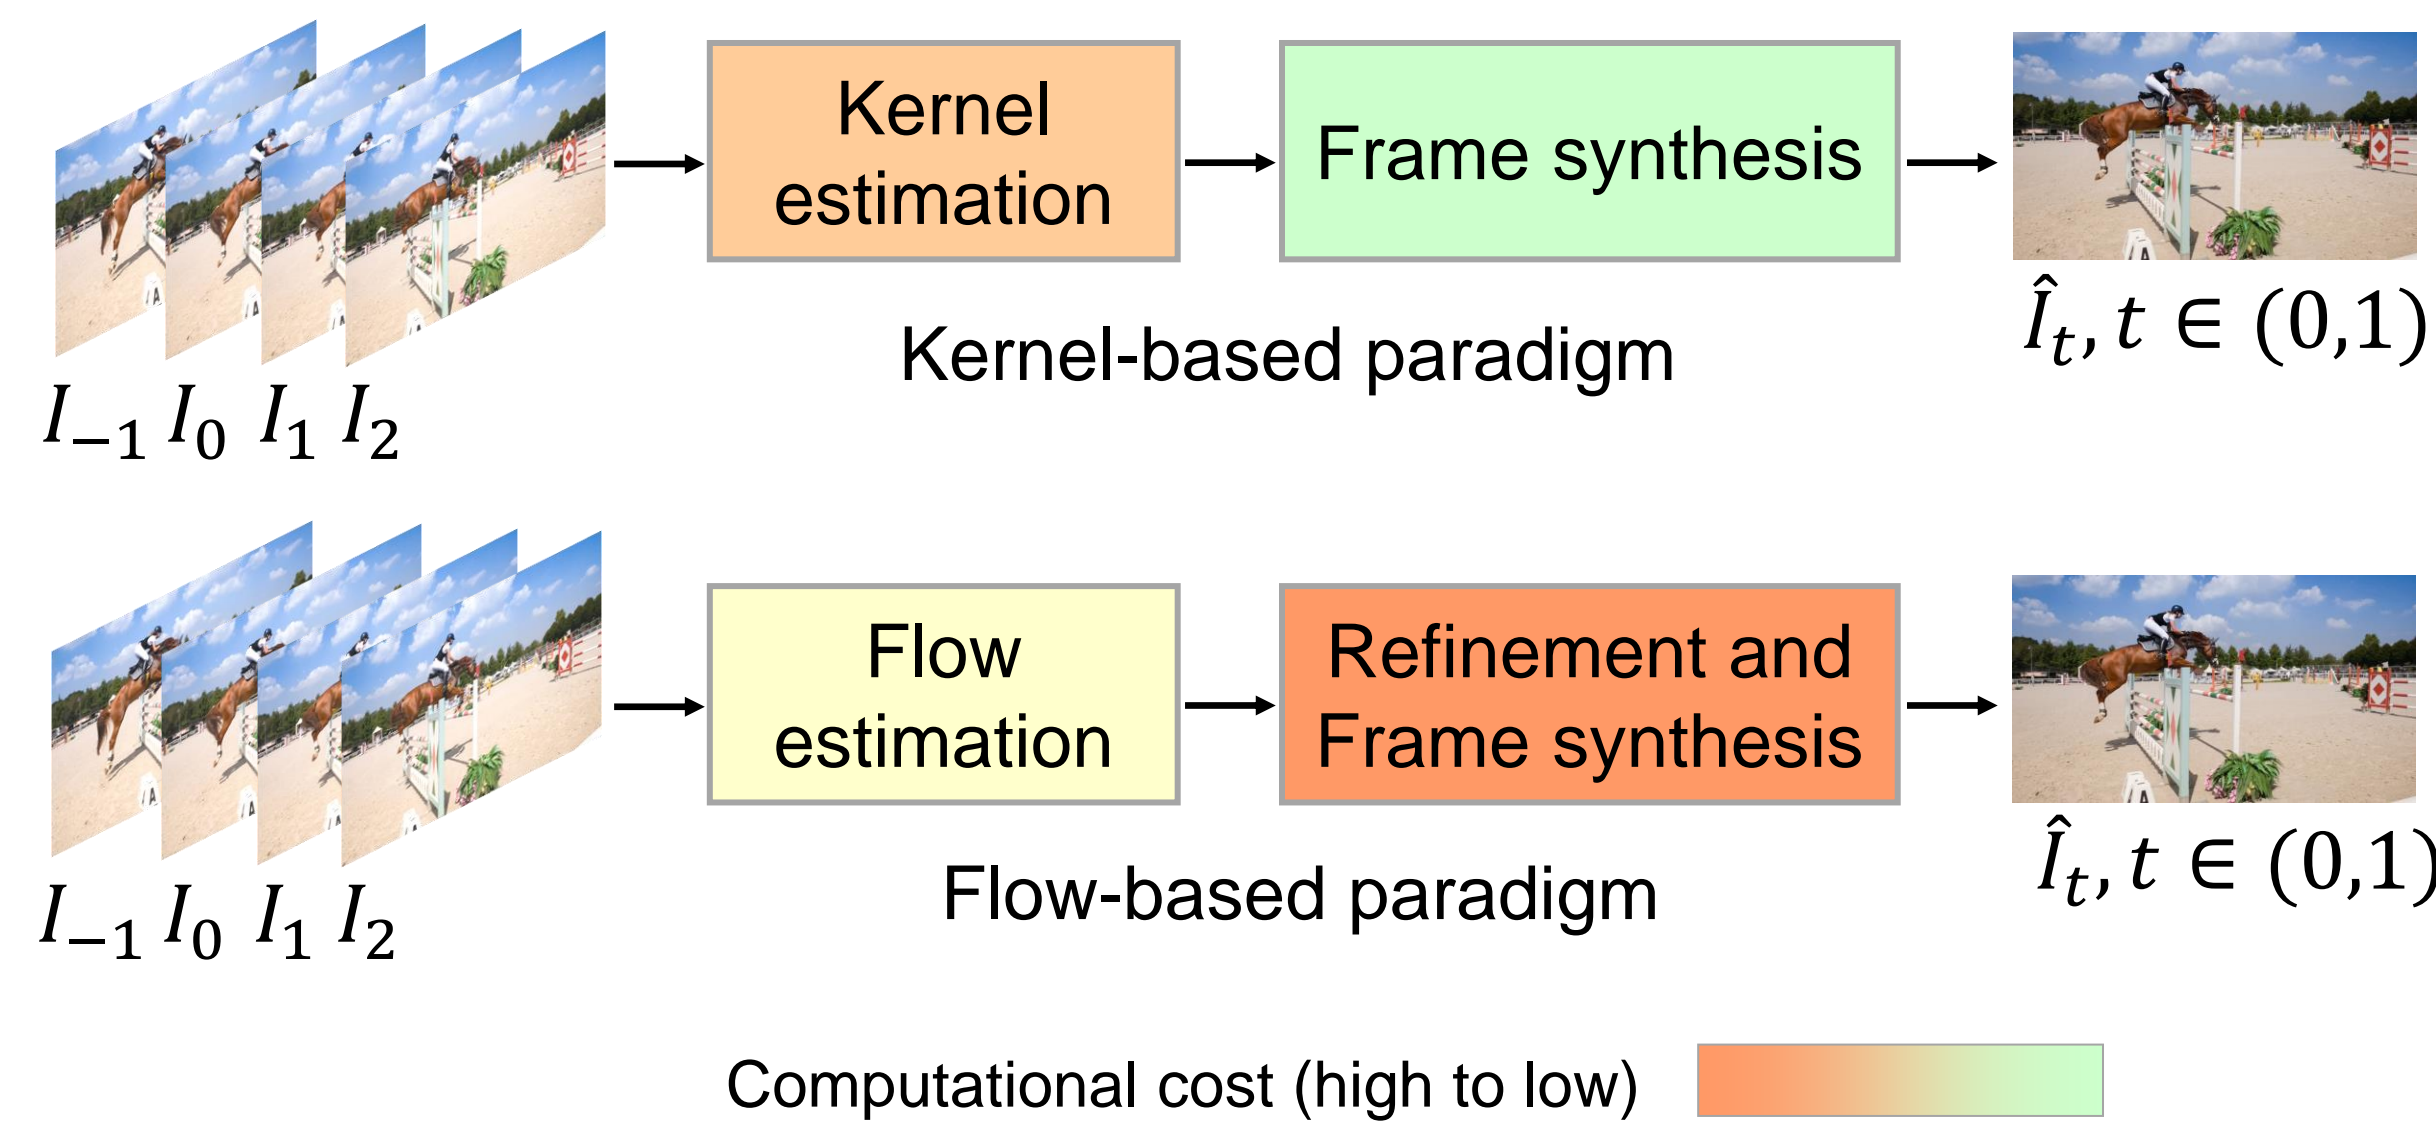 Kernel
estimation
Frame synthesis
Î_t, t ∈ (0,1)
Kernel-based paradigm
I_{-1} I_0 I_1 I_2
Flow
estimation
Refinement and
Frame synthesis
Î_t, t ∈ (0,1)
Flow-based paradigm
I_{-1} I_0 I_1 I_2
Computational cost (high to low)